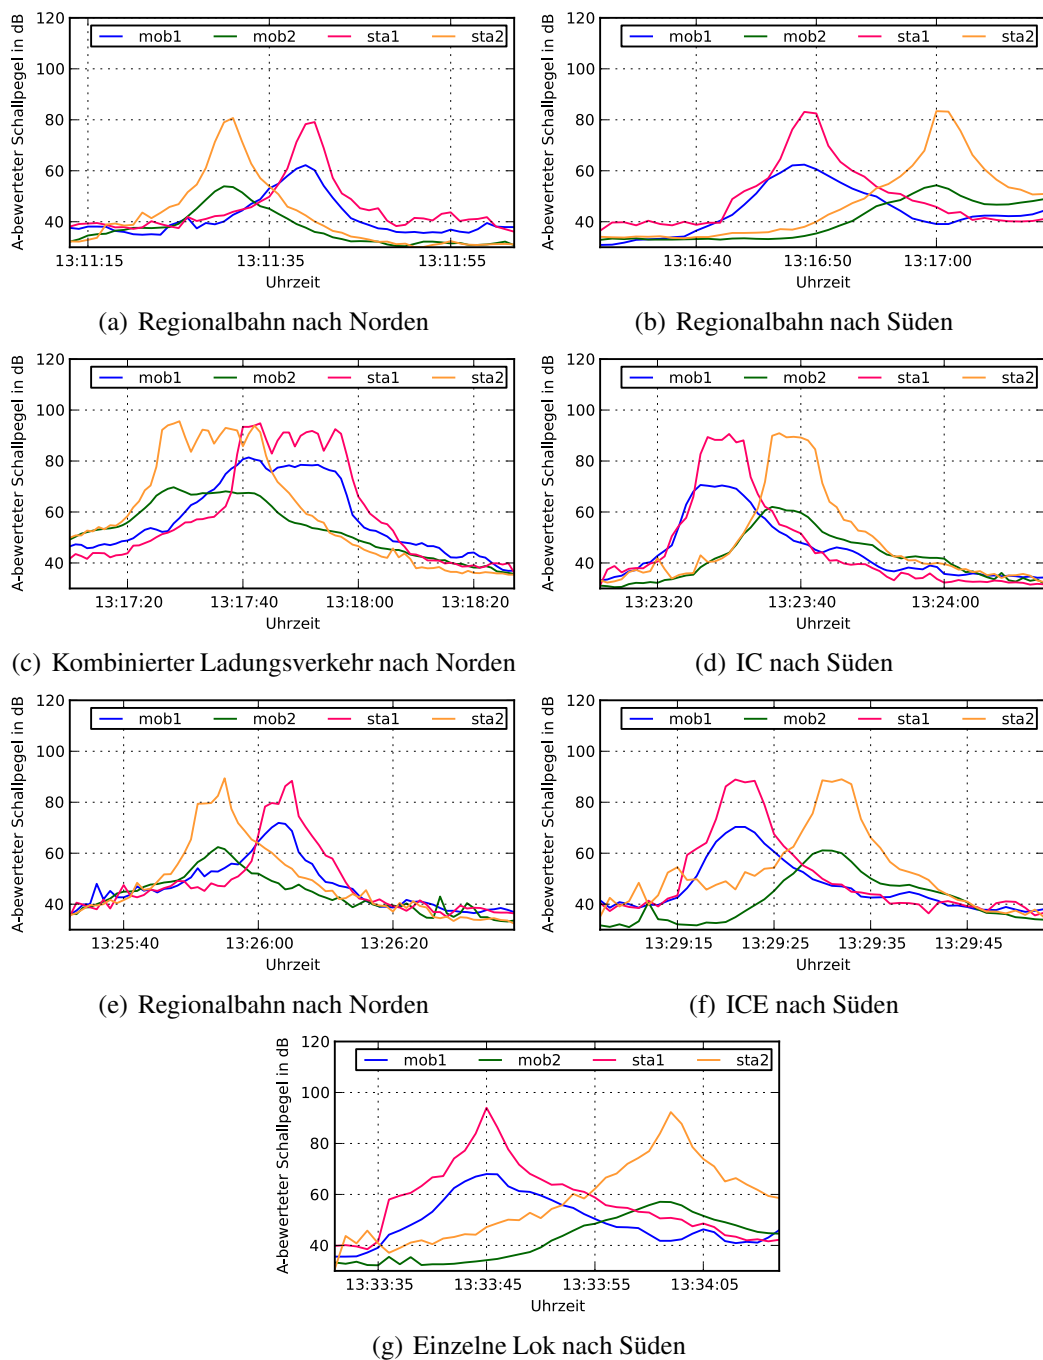 A-bewerteter Schallpegel in dB
120
100
80
60
40
mob1 mob2 sta1 sta2
13:11:15 13:11:35 13:11:55
Uhrzeit
(a) Regionalbahn nach Norden
A-bewerteter Schallpegel in dB
120
100
80
60
40
mob1 mob2 sta1 sta2
13:16:40 13:16:50 13:17:00
Uhrzeit
(b) Regionalbahn nach Süden
A-bewerteter Schallpegel in dB
120
100
80
60
40
mob1 mob2 sta1 sta2
13:17:20 13:17:40 13:18:00 13:18:20
Uhrzeit
(c) Kombinierter Ladungsverkehr nach Norden
A-bewerteter Schallpegel in dB
120
100
80
60
40
mob1 mob2 sta1 sta2
13:23:20 13:23:40 13:24:00
Uhrzeit
(d) IC nach Süden
A-bewerteter Schallpegel in dB
120
100
80
60
40
mob1 mob2 sta1 sta2
13:25:40 13:26:00 13:26:20
Uhrzeit
(e) Regionalbahn nach Norden
A-bewerteter Schallpegel in dB
120
100
80
60
40
mob1 mob2 sta1 sta2
13:29:15 13:29:25 13:29:35 13:29:45
Uhrzeit
(f) ICE nach Süden
A-bewerteter Schallpegel in dB
120
100
80
60
40
mob1 mob2 sta1 sta2
13:33:35 13:33:45 13:33:55 13:34:05
Uhrzeit
(g) Einzelne Lok nach Süden